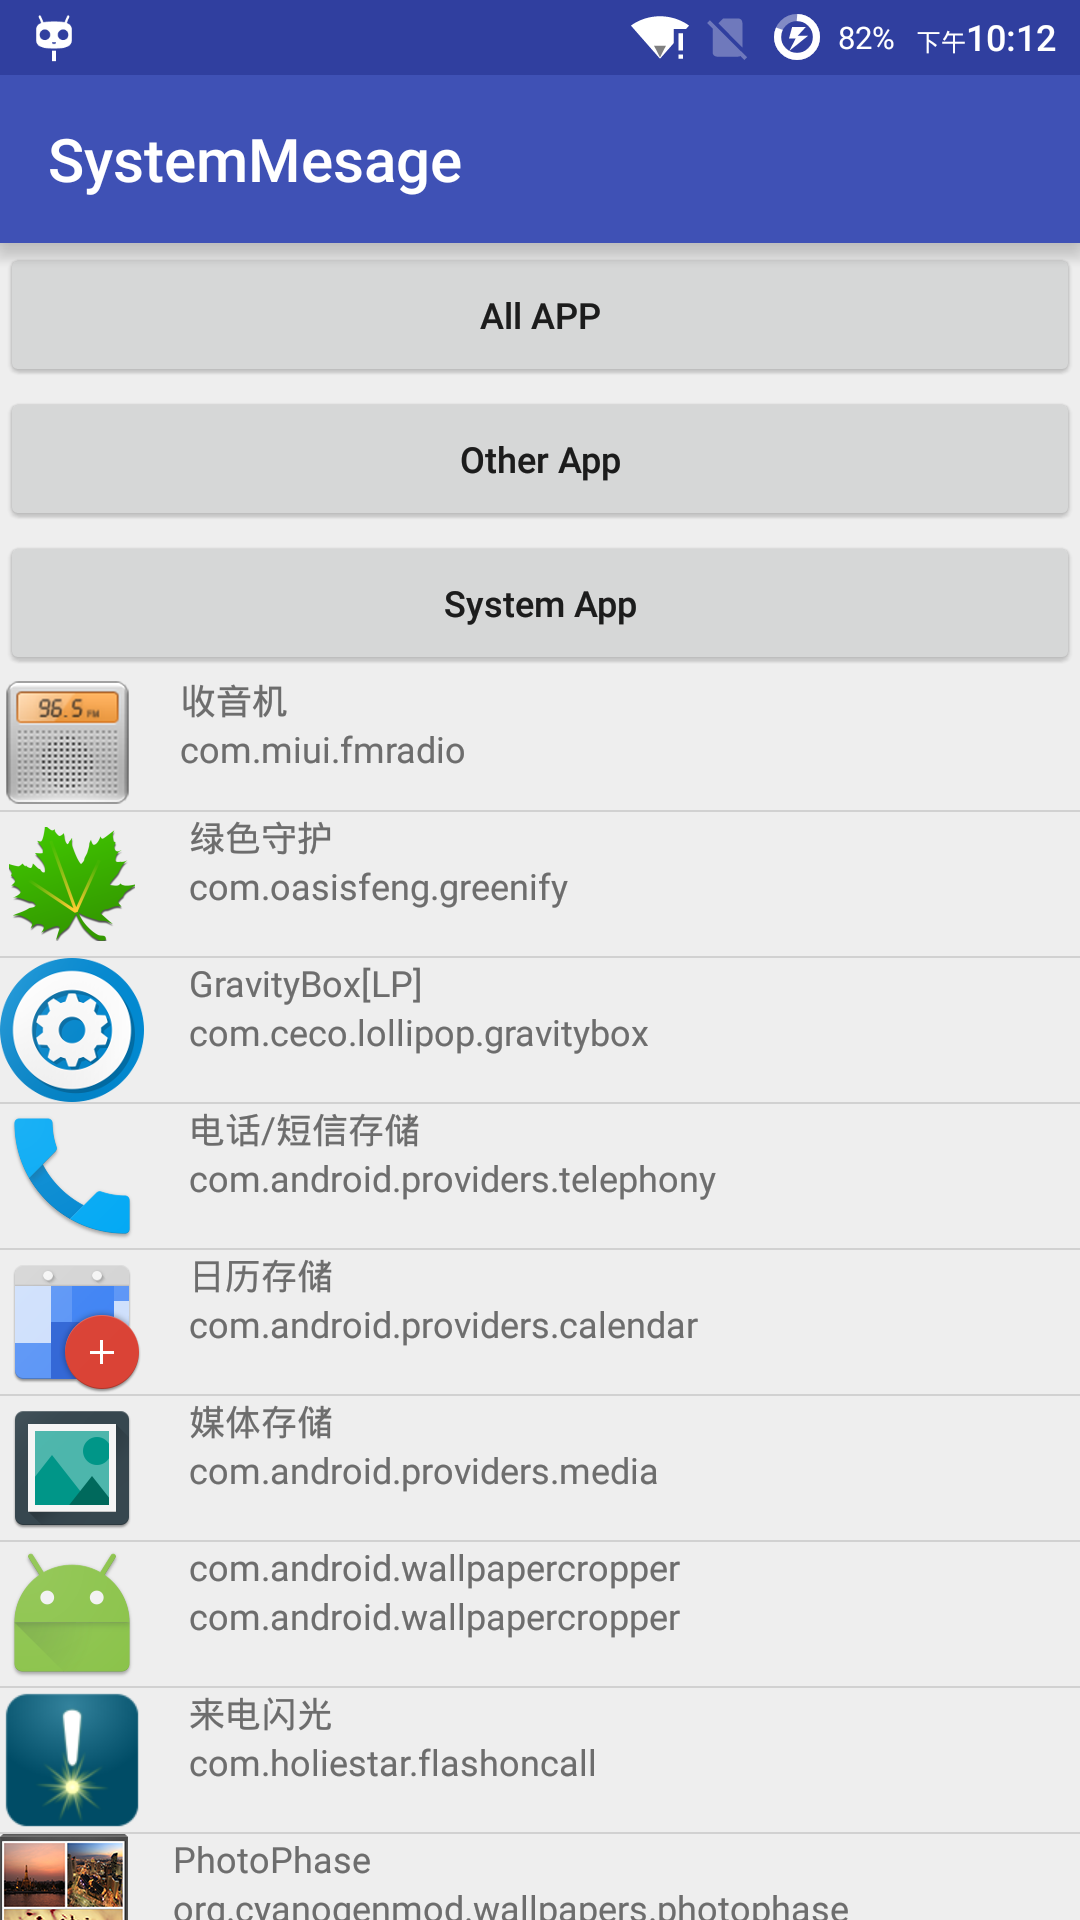 82% 下午10:12
SystemMesage
All APP
Other App
System App
96.5 FM
收音机
com.miui.fmradio
绿色守护
com.oasisfeng.greenify
GravityBox[LP]
com.ceco.lollipop.gravitybox
电话/短信存储
com.android.providers.telephony
日历存储
com.android.providers.calendar
媒体存储
com.android.providers.media
com.android.wallpapercropper
com.android.wallpapercropper
来电闪光
com.holiestar.flashoncall
PhotoPhase
org.cyanogenmod.wallpapers.photophase